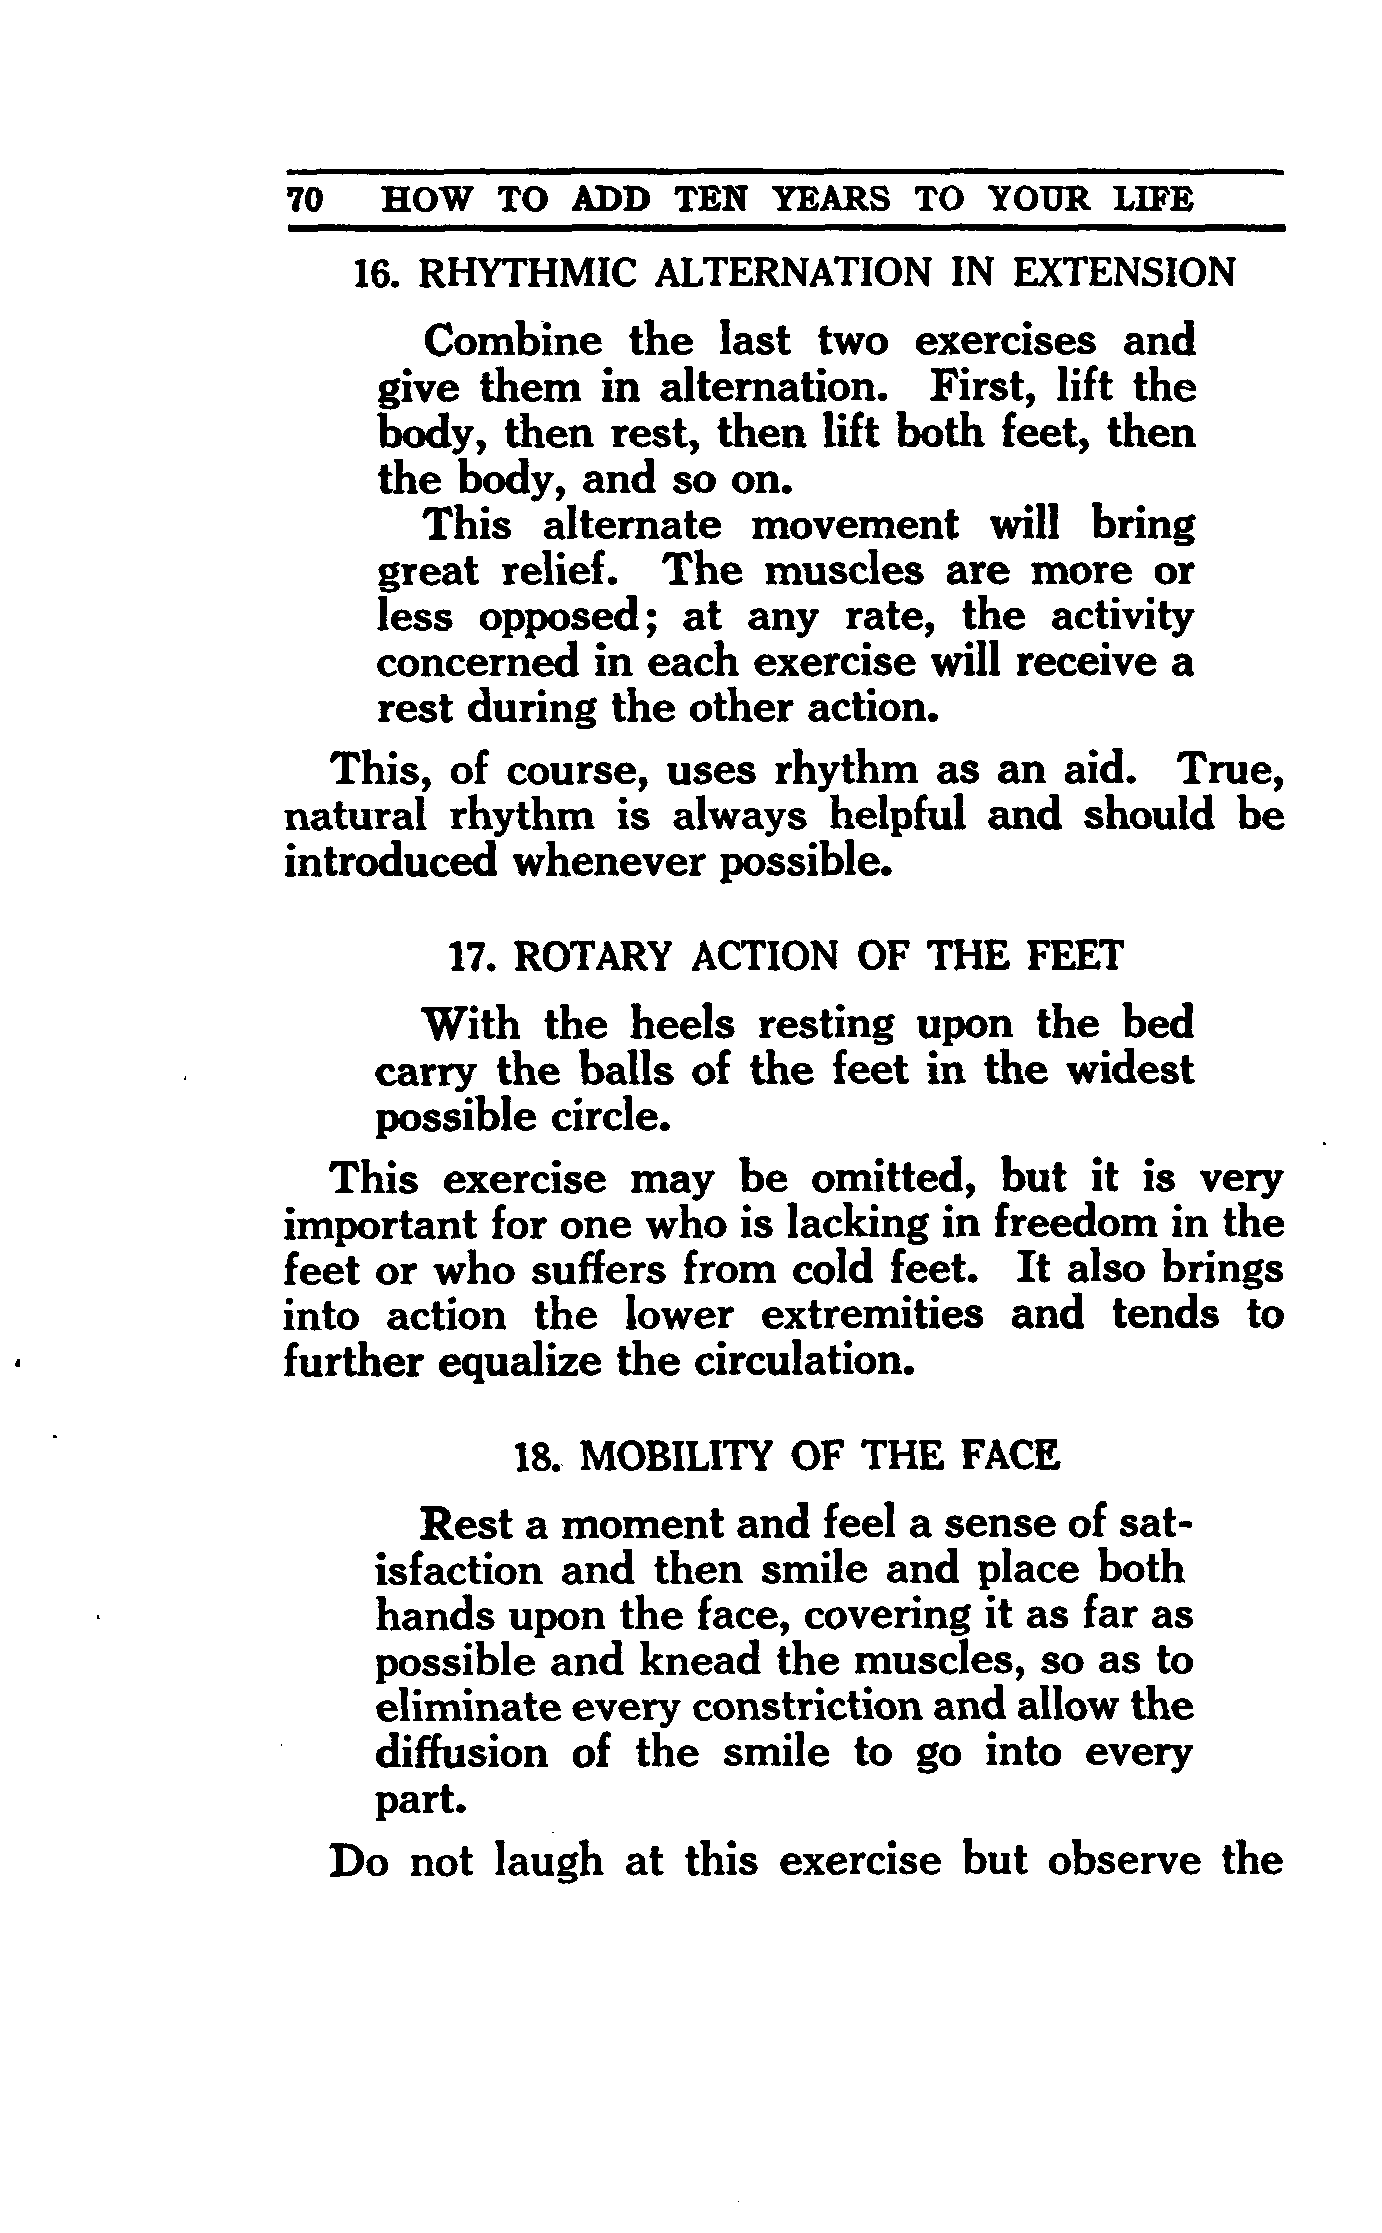 70 HOW TO ADD TEN YEARS TO YOUR LIFE
16. RHYTHMIC ALTERNATION IN EXTENSION
Combine the last two exercises and
give them in alternation. First, lift the
body, then rest, then lift both feet, then
the body, and so on.
This alternate movement will bring
great relief. The muscles are more or
less opposed; at any rate, the activity
concerned in each exercise will receive a
rest during the other action.
This, of course, uses rhythm as an aid. True,
natural rhythm is always helpful and should be
introduced whenever possible.
17. ROTARY ACTION OF THE FEET
With the heels resting upon the bed
carry the balls of the feet in the widest
possible circle.
This exercise may be omitted, but it is very
important for one who is lacking in freedom in the
feet or who suffers from cold feet. It also brings
into action the lower extremities and tends to
further equalize the circulation.
18. MOBILITY OF THE FACE
Rest a moment and feel a sense of sat-
isfaction and then smile and place both
hands upon the face, covering it as far as
possible and knead the muscles, so as to
eliminate every constriction and allow the
diffusion of the smile to go into every
part.
Do not laugh at this exercise but observe the